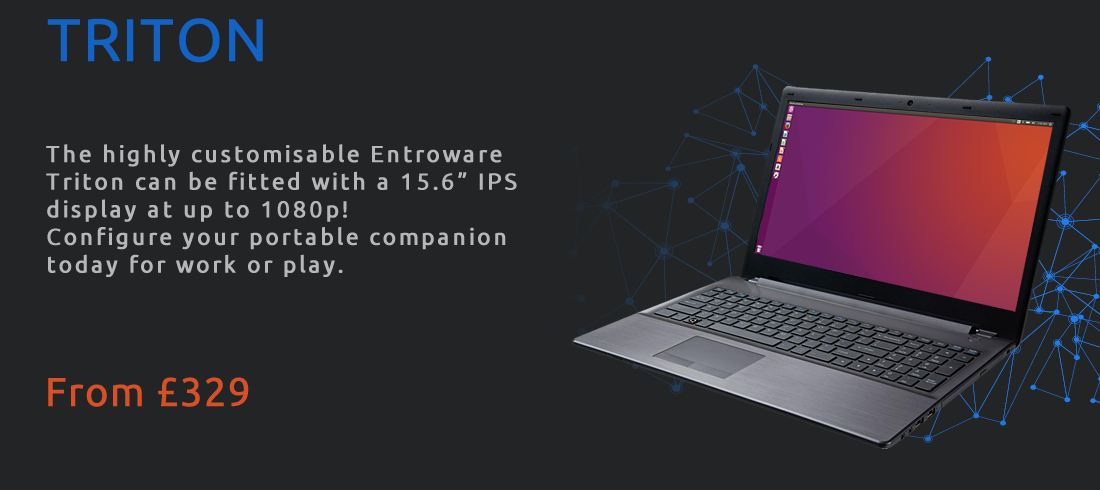 TRITON
The highly customisable Entroware
Triton can be fitted with a 15.6” IPS
display at up to 1080p!
Configure your portable companion
today for work or play.
From £329